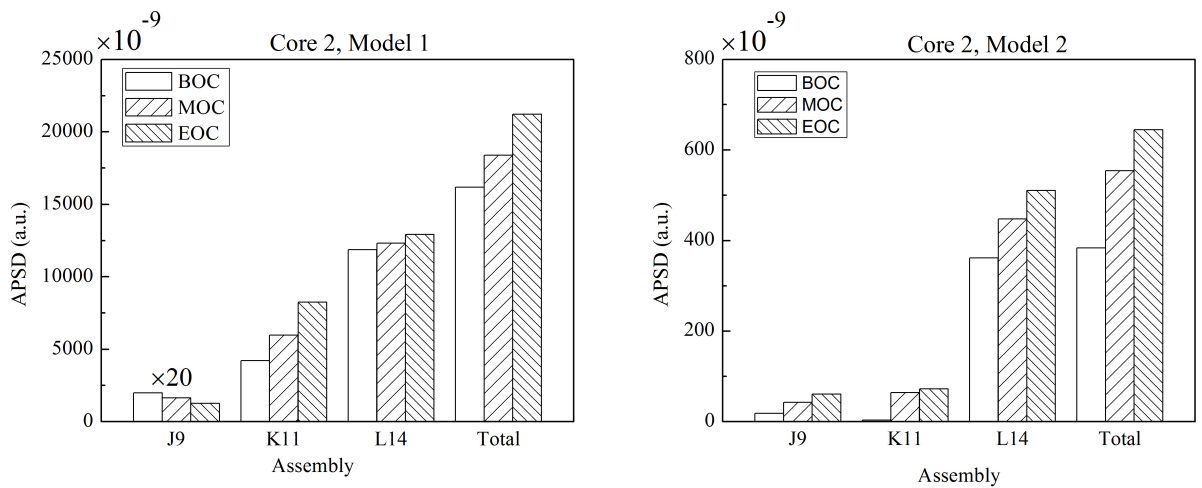 ×10-9
Core 2, Model 1
25000
20000
15000
10000
5000
0
APSD (a.u.)
BOC
MOC
EOC
×20
J9 K11 L14 Total
Assembly
×10-9
Core 2, Model 2
800
600
400
200
0
APSD (a.u.)
BOC
MOC
EOC
J9 K11 L14 Total
Assembly